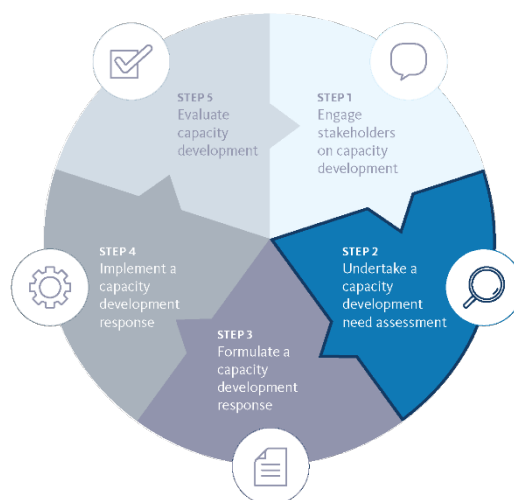 STEP 1
Engage
stakeholders
on capacity
development
STEP 2
Undertake a
capacity
development
need assessment
STEP 3
Formulate a
capacity
development
response
STEP 4
Implement a
capacity
development
response
STEP 5
Evaluate
capacity
development